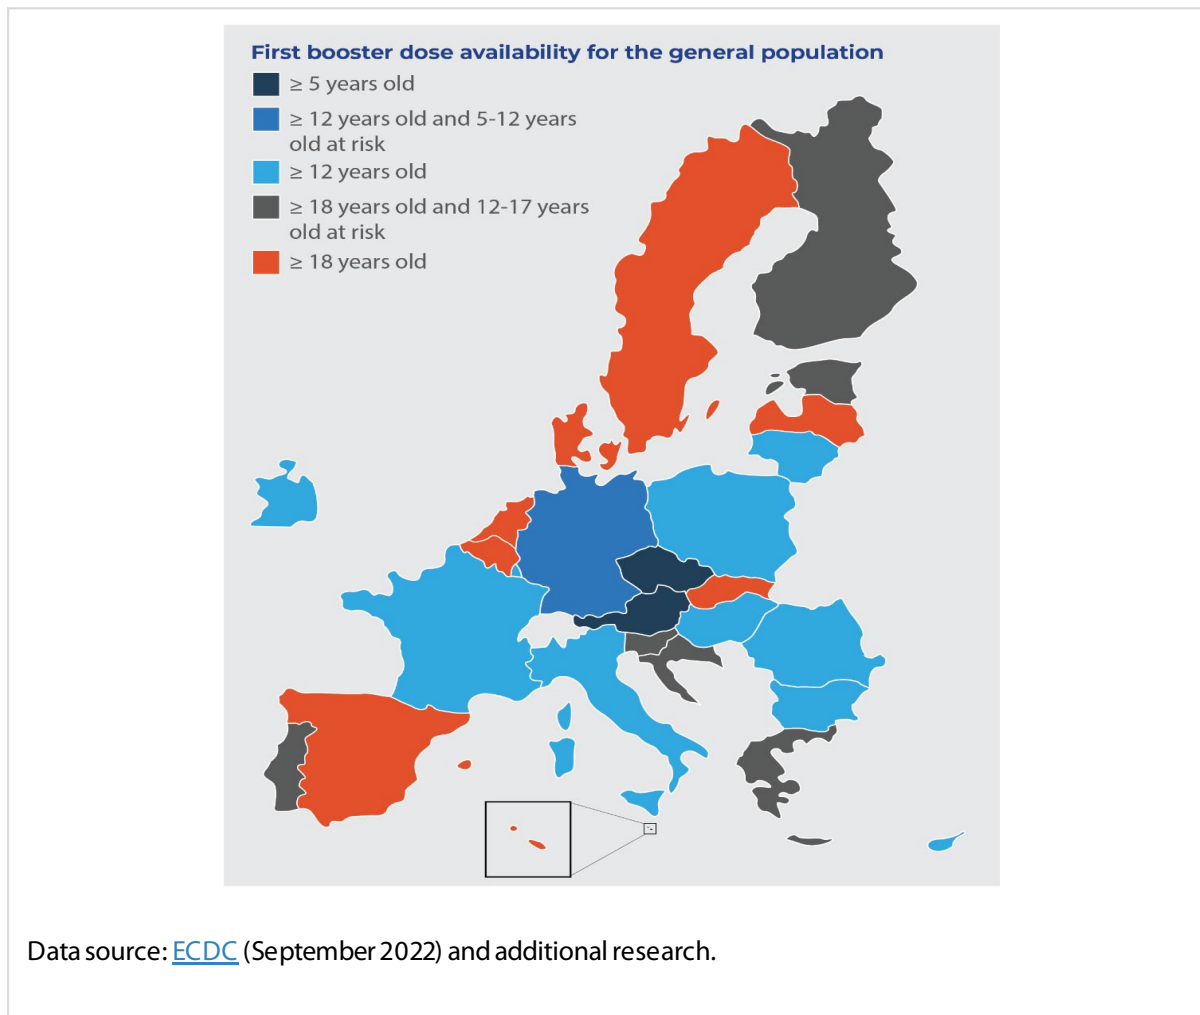 First booster dose availability for the general population
≥ 5 years old
≥ 12 years old and 5-12 years
old at risk
≥ 12 years old
≥ 18 years old and 12-17 years
old at risk
≥ 18 years old
Data source: ECDC (September 2022) and additional research.